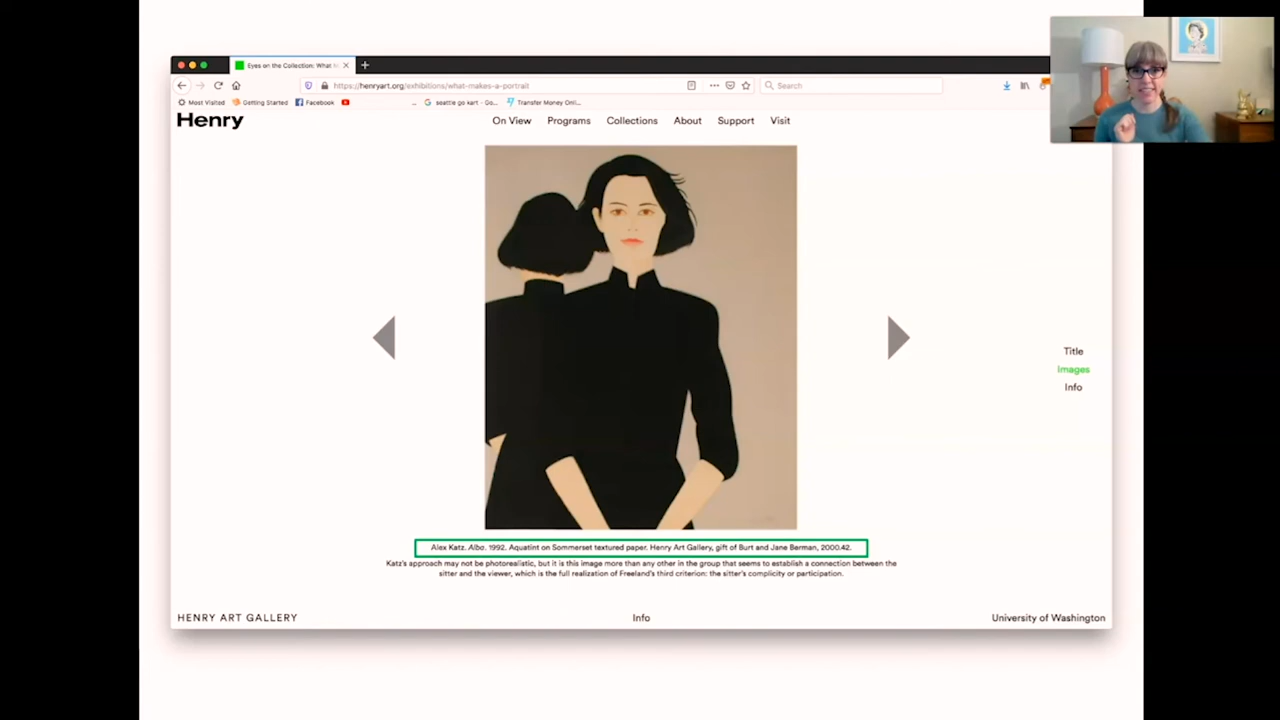 Eyes on the Collection: What M
https://henryart.org/exhibitions/what-makes-a-portrait
Search
Most Visited
Getting Started
Facebook
seattle go kart - Go...
Transfer Money Onl...
Henry
On View
Programs
Collections
About
Support
Visit
Title
Images
Info
Alex Katz. Alba. 1992. Aquatint on Sommerset textured paper. Henry Art Gallery, gift of Burt and Jane Berman, 2000.42.
Katz's approach may not be photorealistic, but it is this image more than any other in the group that seems to establish a connection between the
sitter and the viewer, which is the full realization of Freeland's third criterion: the sitter's complicity or participation.
HENRY ART GALLERY
Info
University of Washington